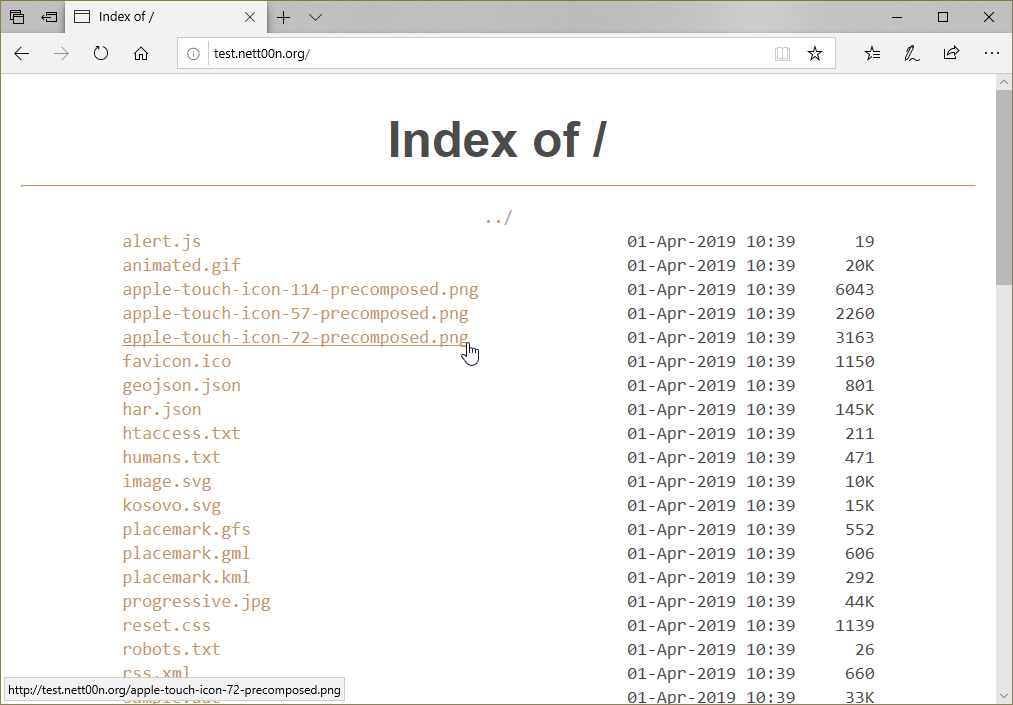 Index of /
test.nett00n.org/
Index of /
../
alert.js 01-Apr-2019 10:39 19
animated.gif 01-Apr-2019 10:39 20K
apple-touch-icon-114-precomposed.png 01-Apr-2019 10:39 6043
apple-touch-icon-57-precomposed.png 01-Apr-2019 10:39 2260
apple-touch-icon-72-precomposed.png 01-Apr-2019 10:39 3163
favicon.ico 01-Apr-2019 10:39 1150
geojson.json 01-Apr-2019 10:39 801
har.json 01-Apr-2019 10:39 145K
htaccess.txt 01-Apr-2019 10:39 211
humans.txt 01-Apr-2019 10:39 471
image.svg 01-Apr-2019 10:39 10K
kosovo.svg 01-Apr-2019 10:39 15K
placemark.gfs 01-Apr-2019 10:39 552
placemark.gml 01-Apr-2019 10:39 606
placemark.kml 01-Apr-2019 10:39 292
progressive.jpg 01-Apr-2019 10:39 44K
reset.css 01-Apr-2019 10:39 1139
robots.txt 01-Apr-2019 10:39 26
rss.xml 01-Apr-2019 10:39 660
01-Apr-2019 10:39 33K
http://test.nett00n.org/apple-touch-icon-72-precomposed.png